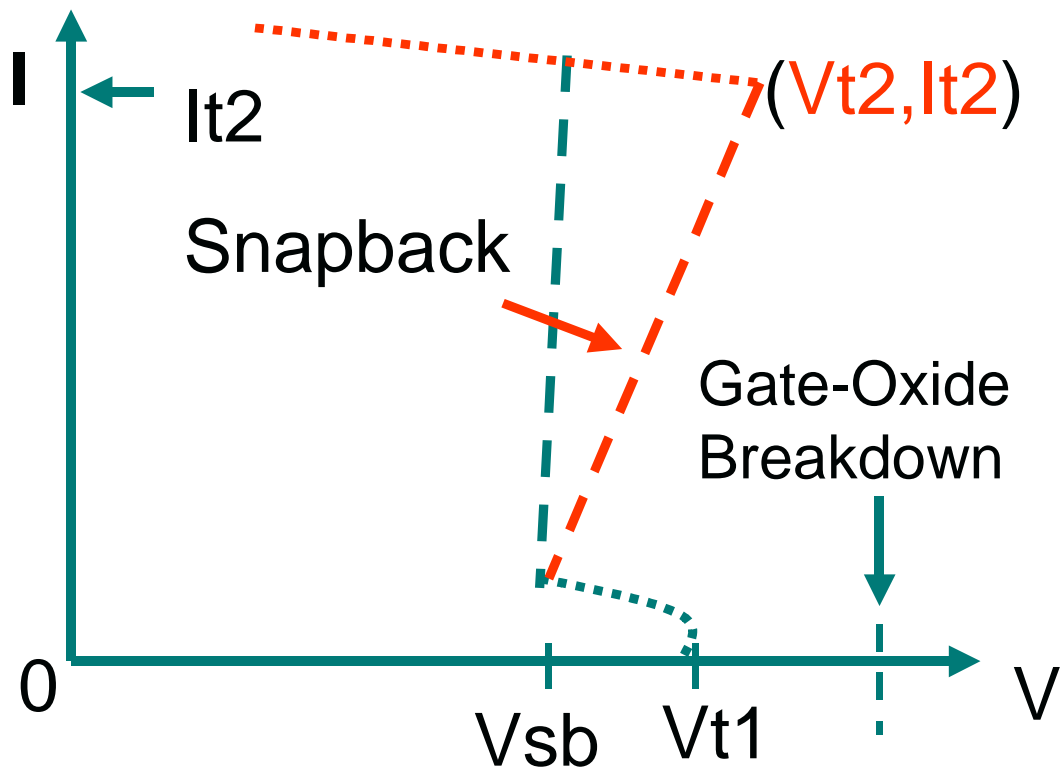 I
It2
(Vt2,It2)
Snapback
Gate-Oxide
Breakdown
0
V
Vsb
Vt1